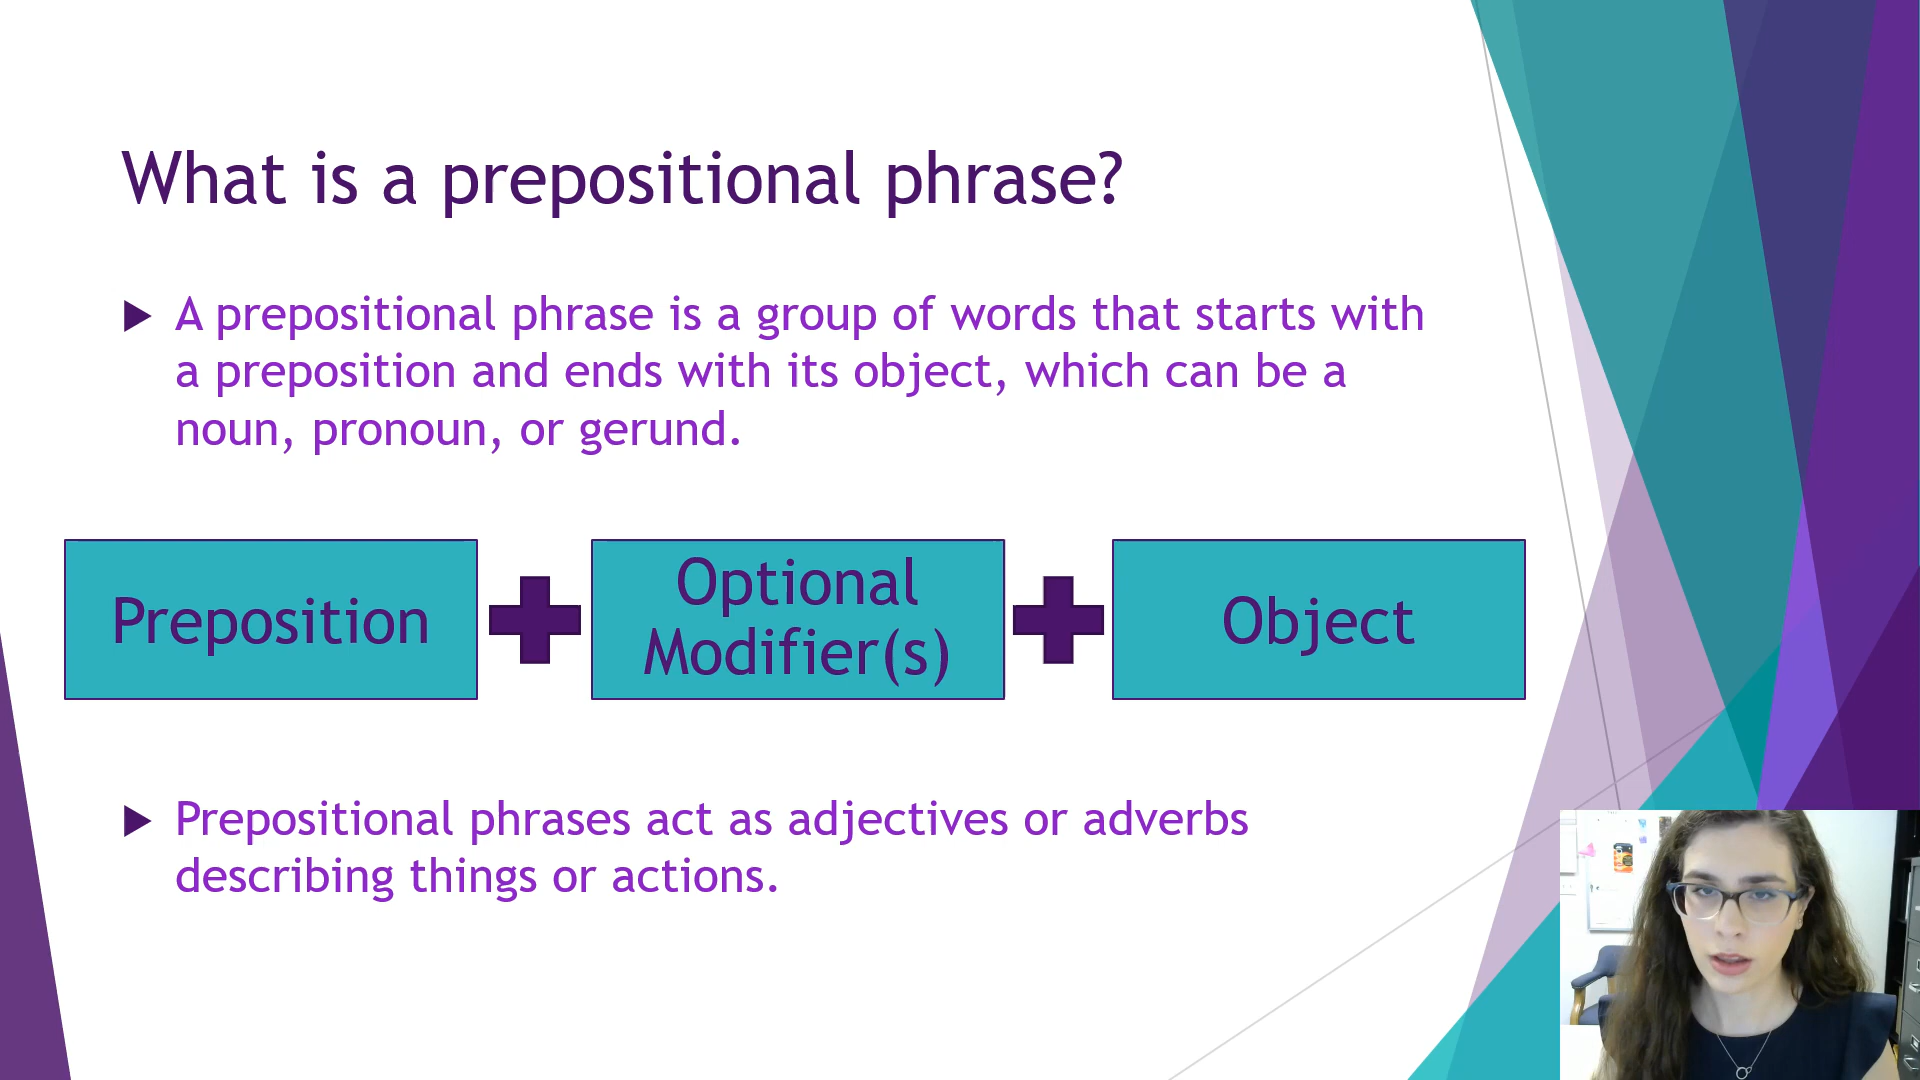 What is a prepositional phrase?
A prepositional phrase is a group of words that starts with
a preposition and ends with its object, which can be a
noun, pronoun, or gerund.
Preposition
Optional
Modifier(s)
Object
Prepositional phrases act as adjectives or adverbs
describing things or actions.